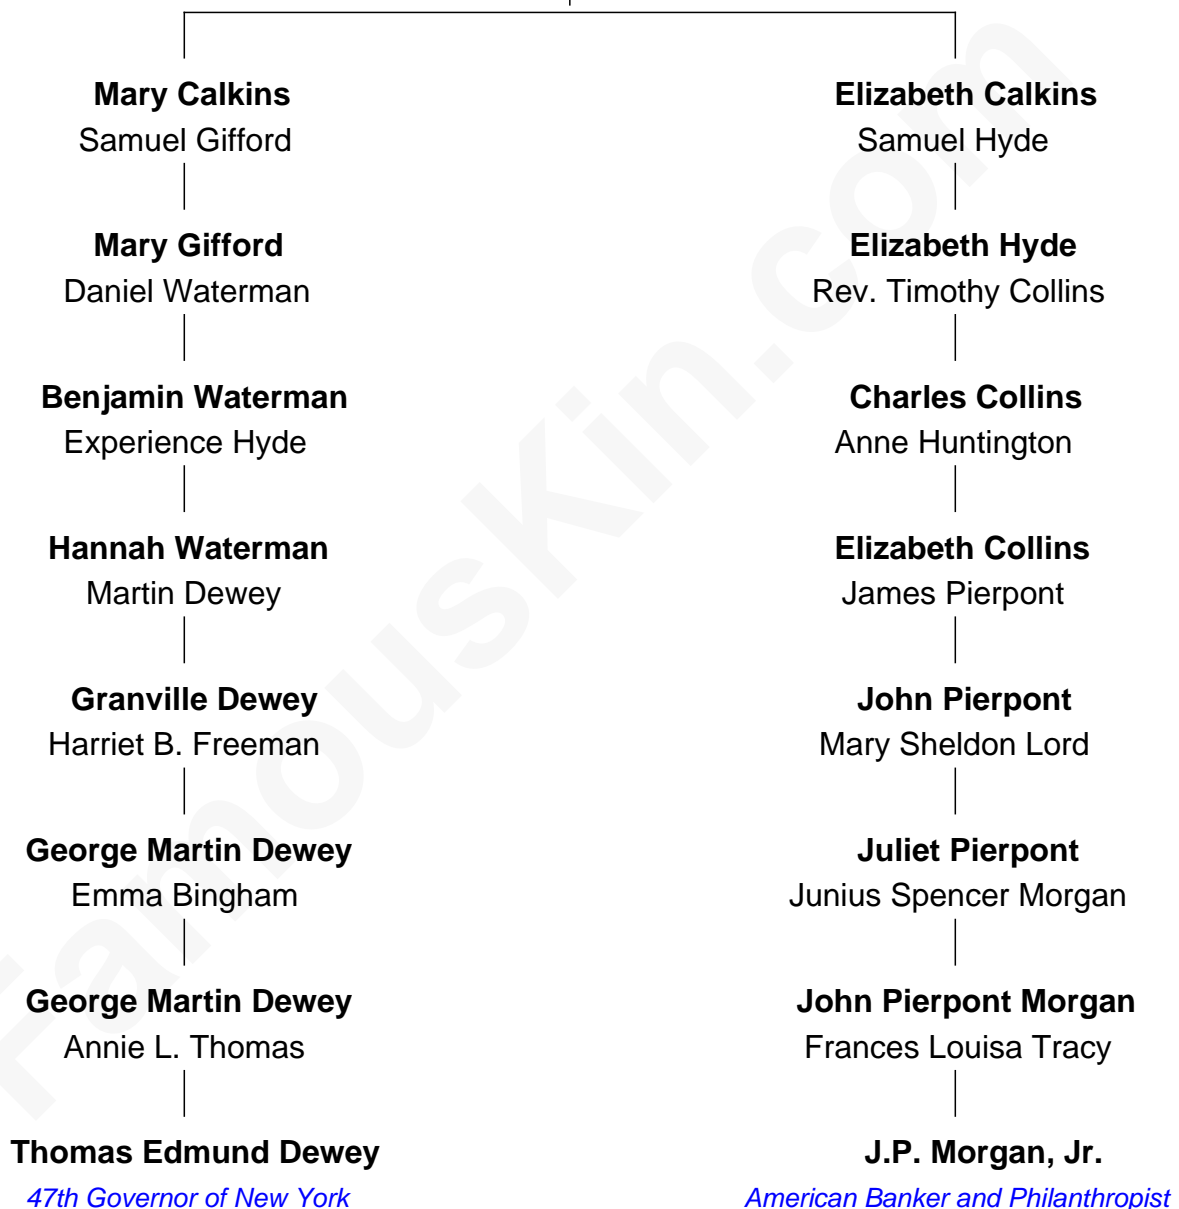 Mary Calkins
Samuel Gifford
Mary Gifford
Daniel Waterman
Benjamin Waterman
Experience Hyde
Hannah Waterman
Martin Dewey
Granville Dewey
Harriet B. Freeman
George Martin Dewey
Emma Bingham
George Martin Dewey
Annie L. Thomas
Thomas Edmund Dewey
47th Governor of New York
Elizabeth Calkins
Samuel Hyde
Elizabeth Hyde
Rev. Timothy Collins
Charles Collins
Anne Huntington
Elizabeth Collins
James Pierpont
John Pierpont
Mary Sheldon Lord
Juliet Pierpont
Junius Spencer Morgan
John Pierpont Morgan
Frances Louisa Tracy
J.P. Morgan, Jr.
American Banker and Philanthropist
FamousKin.com